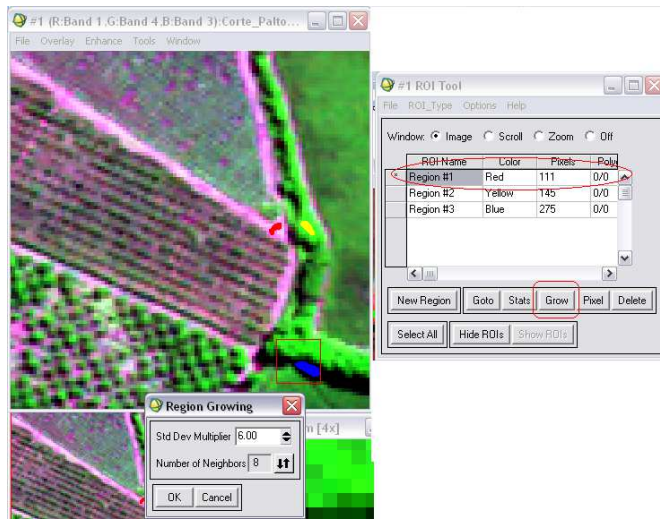 #1 (R:Band 1,G:Band 4,B:Band 3):Corte_Palto...
File Overlay Enhance Tools Window
#1 ROI Tool
File ROI_Type Options Help
Window: Image Scroll Zoom Off
ROI Name Color Pixels Poly
Region #1 Red 111 0/0
Region #2 Yellow 145 0/0
Region #3 Blue 275 0/0
New Region Goto Stats Grow Pixel Delete
Select All Hide ROIs Show ROIs
Region Growing
m [4x]
Std Dev Multiplier 6.00
Number of Neighbors 8
OK Cancel